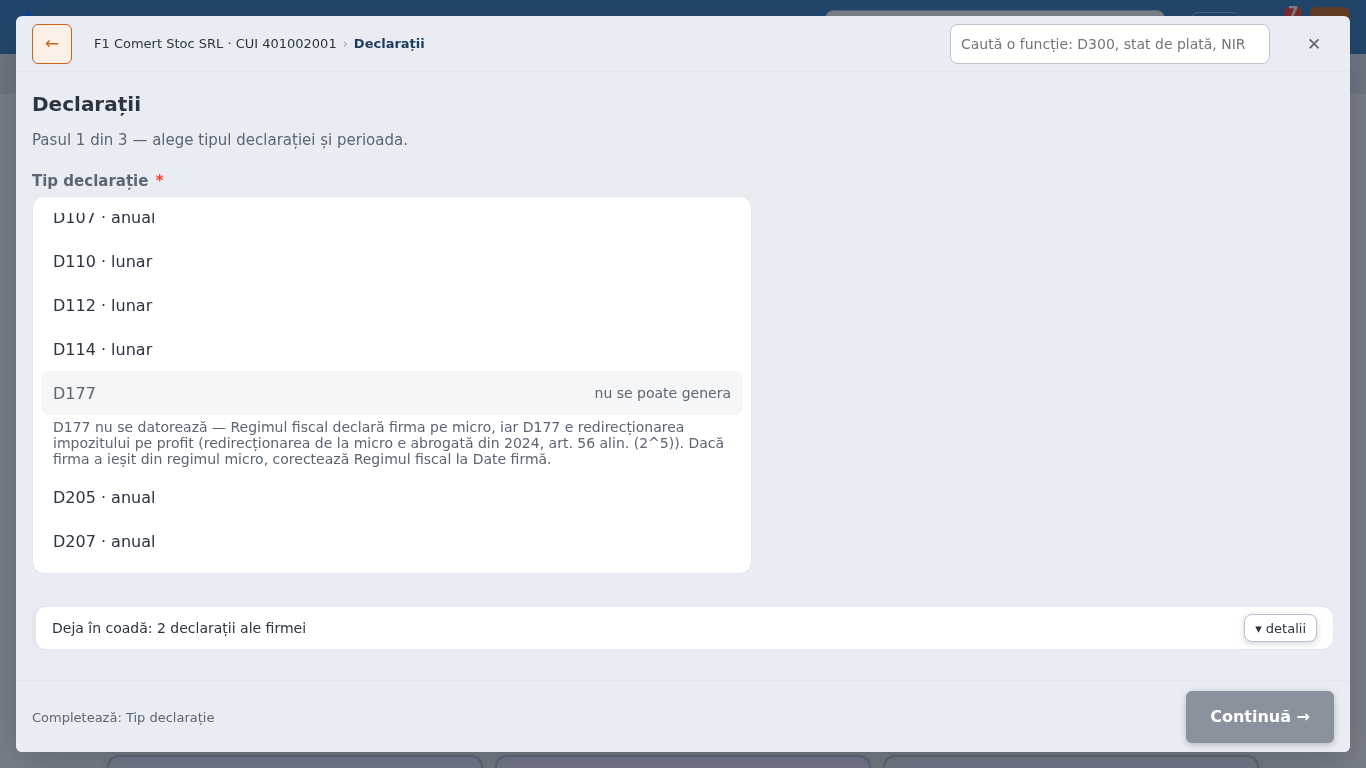 7
← F1 Comert Stoc SRL · CUI 401002001 › Declarații Caută o funcție: D300, stat de plată, NIR ✕
Declarații
Pasul 1 din 3 — alege tipul declarației și perioada.
Tip declarație *
D107 · anual
D110 · lunar
D112 · lunar
D114 · lunar
D177 nu se poate genera
D177 nu se datorează — Regimul fiscal declară firma pe micro, iar D177 e redirecționarea
impozitului pe profit (redirecționarea de la micro e abrogată din 2024, art. 56 alin. (2^5)). Dacă
firma a ieșit din regimul micro, corectează Regimul fiscal la Date firmă.
D205 · anual
D207 · anual
Deja în coadă: 2 declarații ale firmei ▾ detalii
Completează: Tip declarație Continuă →